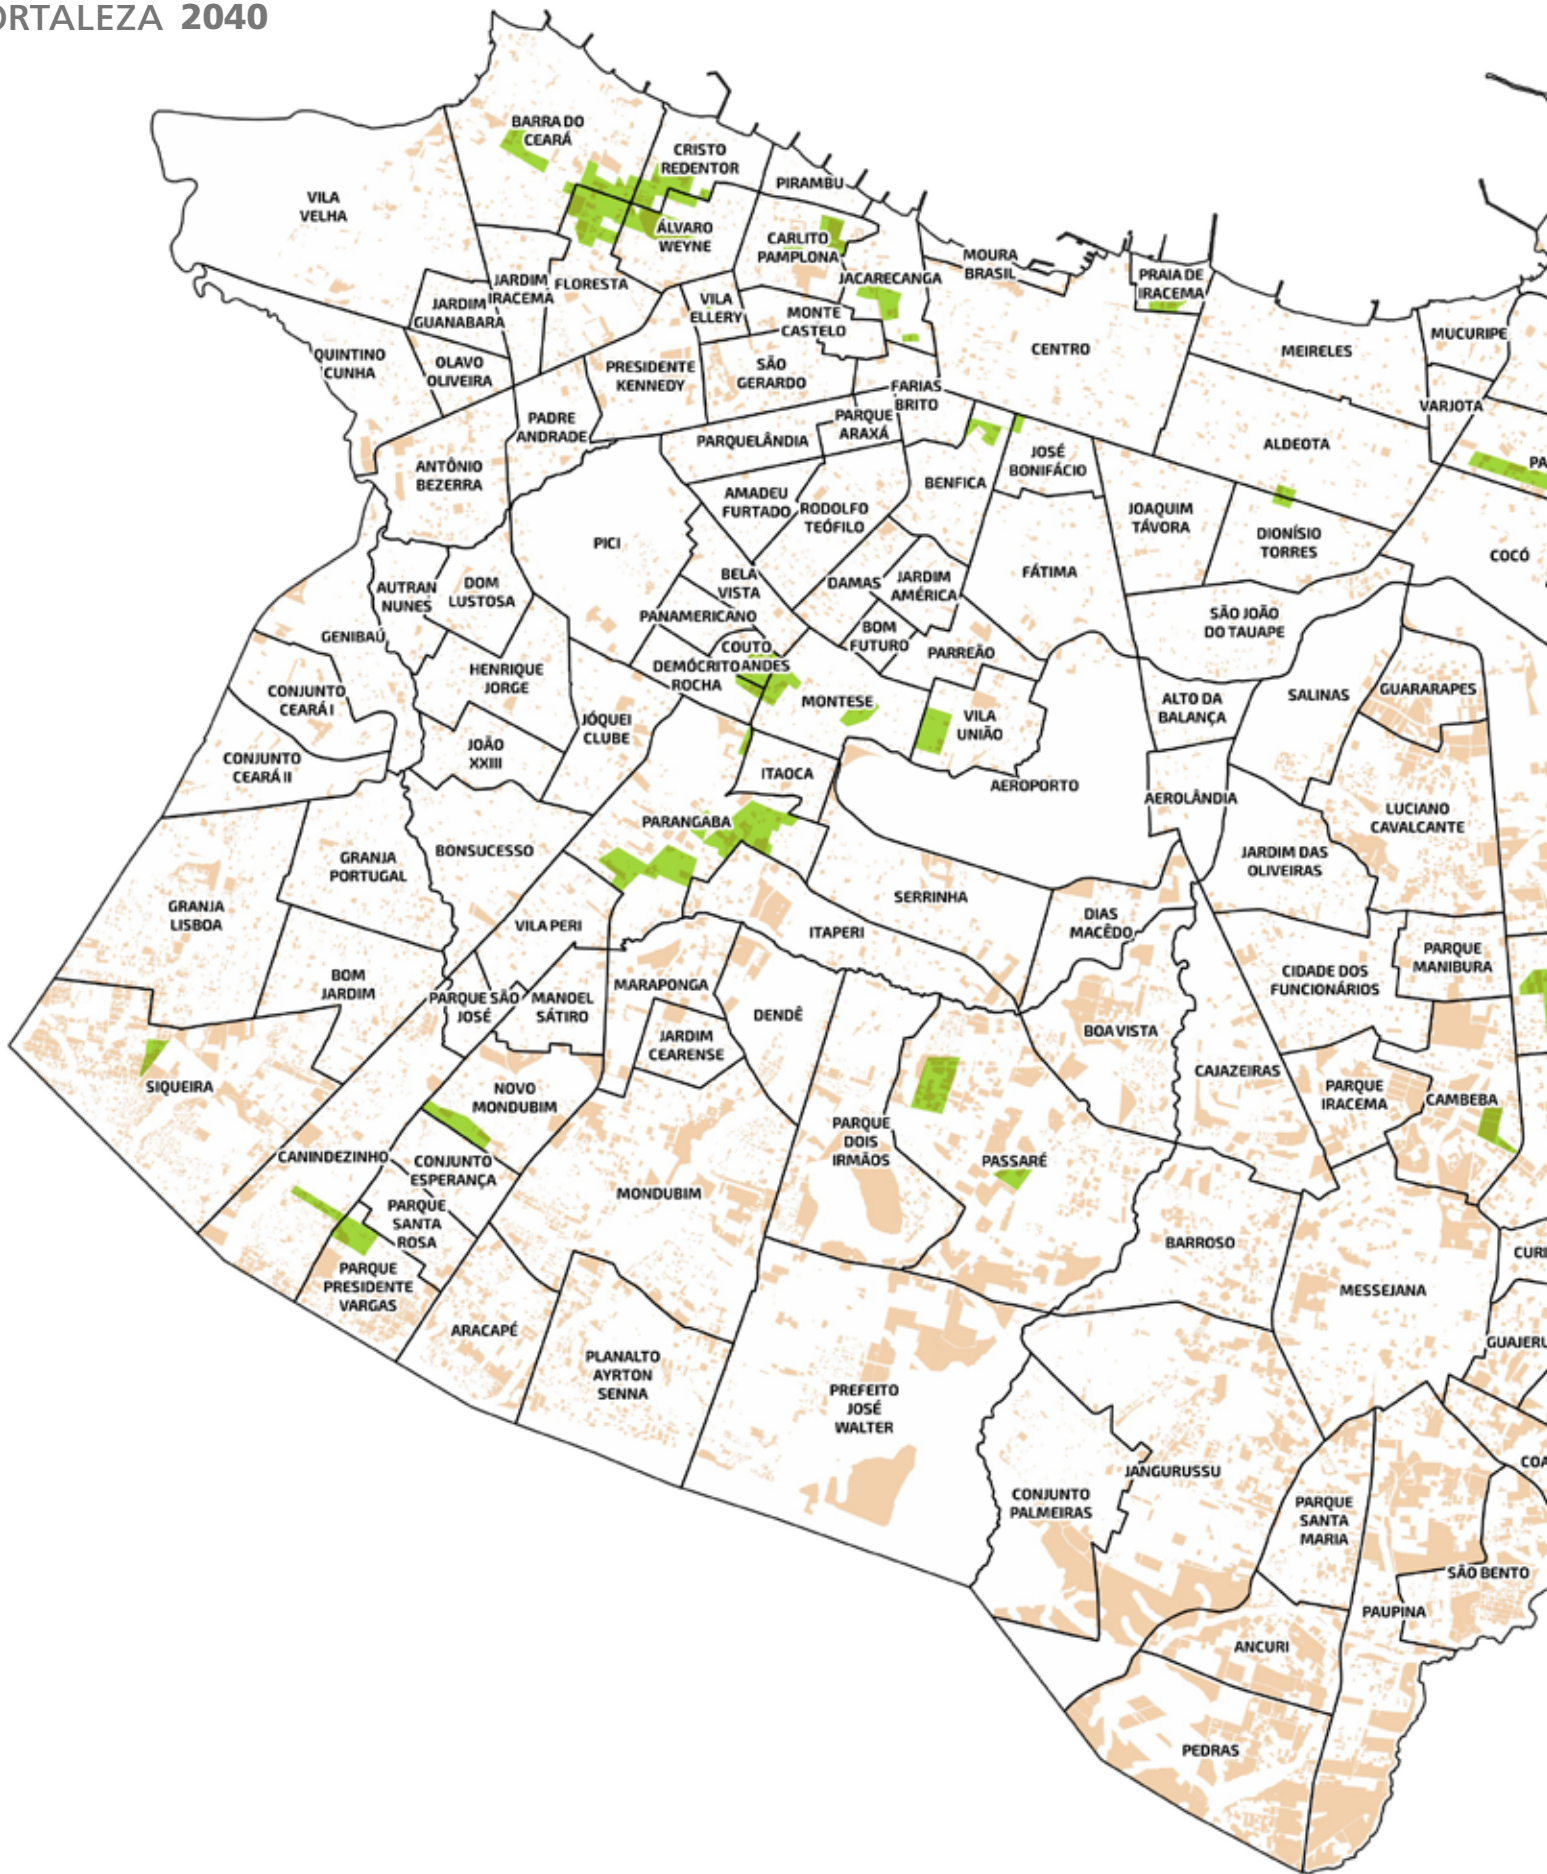 ORTALEZA 2040
BARRA DO
CEARÁ
CRISTO
REDENTOR
PIRAMBU
VILA
VELHA
ÁLVARO
WEYNE
CARLITO
PAMPLONA
MOURA
BRASIL
JACARECANGA
PRAIA DE
IRACEMA
JARDIM
IRACEMA
FLORESTA
JARDIM
GUANABARA
VILA
ELLERY
MONTE
CASTELO
MUCURIPE
CENTRO
MEIRELES
QUINTINO
CUNHA
OLAVO
OLIVEIRA
PRESIDENTE
KENNEDY
SÃO
GERARDO
FARIAS
BRITO
VARJOTA
PADRE
ANDRADE
PARQUELÂNDIA
PARQUE
ARAXÁ
ALDEOTA
PA
ANTÔNIO
BEZERRA
JOSÉ
BONIFÁCIO
BENFICA
AMADEU
FURTADO
RODOLFO
TEÓFILO
JOAQUIM
TÁVORA
DIONÍSIO
TORRES
COCÓ
PICI
FÁTIMA
BELA
VISTA
DAMAS
JARDIM
AMÉRICA
AUTRAN
NUNES
DOM
LUSTOSA
PANAMERICANO
SÃO JOÃO
DO TAUAPE
GENIBAÚ
BOM
FUTURO
PARREÃO
COUTO
ANDES
DEMÓCRITO
ROCHA
HENRIQUE
JORGE
CONJUNTO
CEARÁ I
MONTESE
SALINAS
GUARARAPES
ALTO DA
BALANÇA
VILA
UNIÃO
JÓQUEI
CLUBE
JOÃO
XXIII
CONJUNTO
CEARÁ II
ITAOCA
AEROPORTO
AEROLÂNDIA
LUCIANO
CAVALCANTE
PARANGABA
BONSUCESSO
GRANJA
PORTUGAL
JARDIM DAS
OLIVEIRAS
GRANJA
LISBOA
SERRINHA
VILA PERI
ITAPERI
DIAS
MACÊDO
PARQUE
MANIBURA
CIDADE DOS
FUNCIONÁRIOS
BOM
JARDIM
MARAPONGA
PARQUE SÃO
JOSÉ
MANOEL
SÁTIRO
DENDÊ
BOA VISTA
JARDIM
CEARENSE
CAJAZEIRAS
SIQUEIRA
NOVO
MONDUBIM
PARQUE
IRACEMA
CAMBEBA
PARQUE
DOIS
IRMÃOS
PASSARÉ
CANINDEZINHO
CONJUNTO
ESPERANÇA
MONDUBIM
PARQUE
SANTA
ROSA
BARROSO
CURI
PARQUE
PRESIDENTE
VARGAS
MESSEJANA
ARACAPÉ
GUAJERU
PLANALTO
AYRTON
SENNA
PREFEITO
JOSÉ
WALTER
COA
JANGURUSSU
CONJUNTO
PALMEIRAS
PARQUE
SANTA
MARIA
SÃO BENTO
PAUPINA
ANCURI
PEDRAS